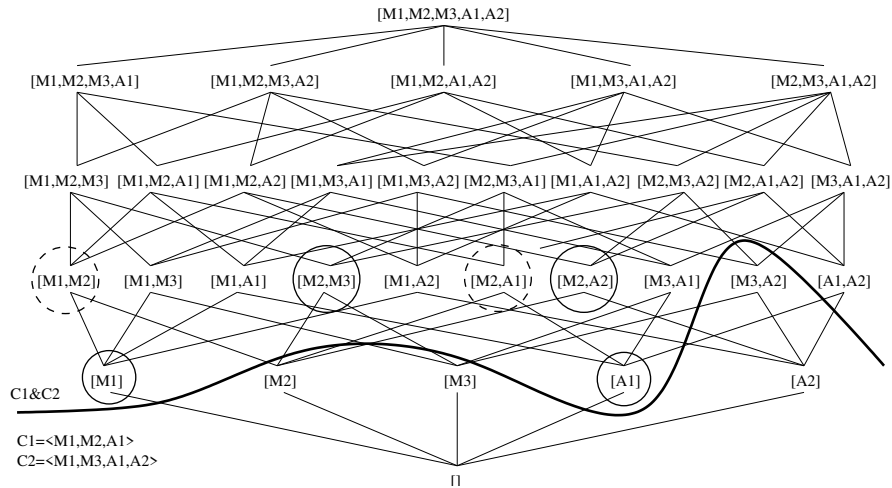 [M1,M2,M3,A1,A2]
[M1,M2,M3,A1] [M1,M2,M3,A2] [M1,M2,A1,A2] [M1,M3,A1,A2] [M2,M3,A1,A2]
[M1,M2,M3] [M1,M2,A1] [M1,M2,A2] [M1,M3,A1] [M1,M3,A2] [M2,M3,A1] [M1,A1,A2] [M2,M3,A2] [M2,A1,A2] [M3,A1,A2]
[M1,M2] [M1,M3] [M1,A1] [M2,M3] [M1,A2] [M2,A1] [M2,A2] [M3,A1] [M3,A2] [A1,A2]
[M1] [M2] [M3] [A1] [A2]
C1&C2
C1=<M1,M2,A1>
C2=<M1,M3,A1,A2>
[]